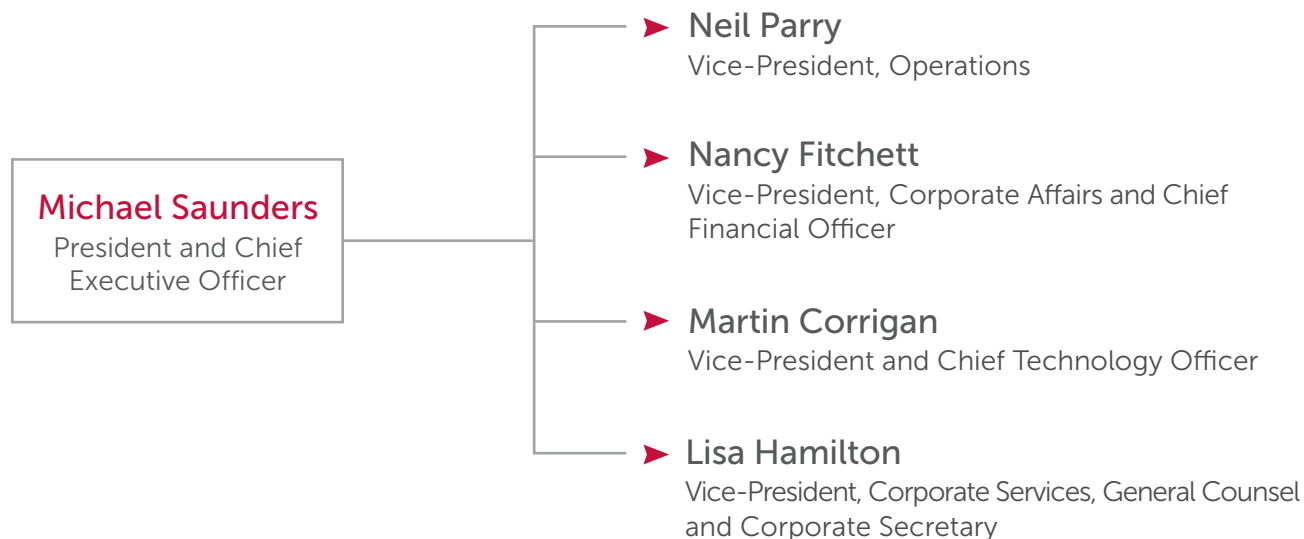 Michael Saunders
President and Chief
Executive Officer
Neil Parry
Vice-President, Operations
Nancy Fitchett
Vice-President, Corporate Affairs and Chief
Financial Officer
Martin Corrigan
Vice-President and Chief Technology Officer
Lisa Hamilton
Vice-President, Corporate Services, General Counsel
and Corporate Secretary